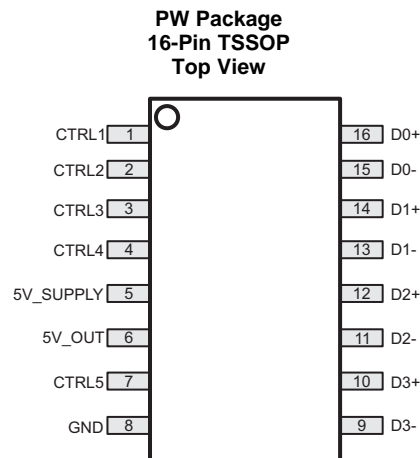 PW Package
16-Pin TSSOP
Top View
CTRL1 1 16 D0+
CTRL2 2 15 D0-
CTRL3 3 14 D1+
CTRL4 4 13 D1-
5V_SUPPLY 5 12 D2+
5V_OUT 6 11 D2-
CTRL5 7 10 D3+
GND 8 9 D3-